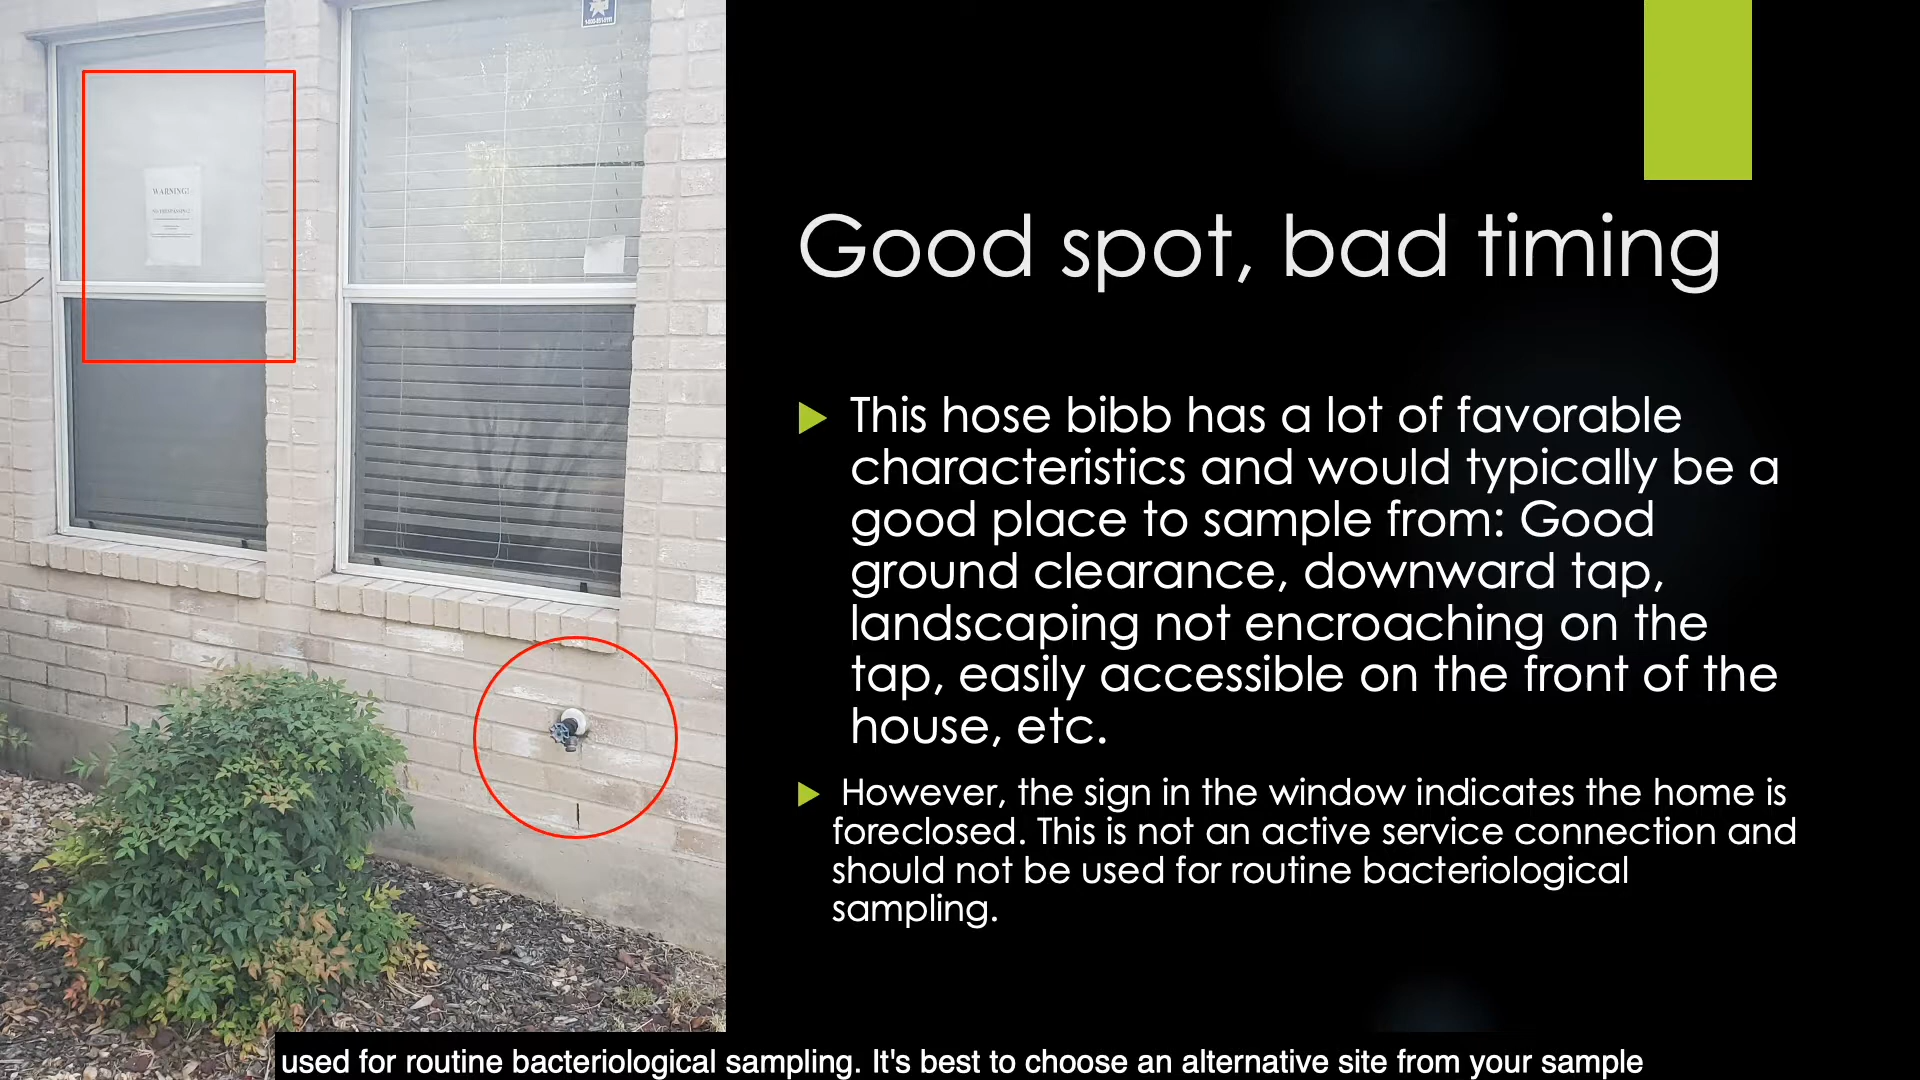 WARNING!
NO TRESPASSING!
Good spot, bad timing
This hose bibb has a lot of favorable
characteristics and would typically be a
good place to sample from: Good
ground clearance, downward tap,
landscaping not encroaching on the
tap, easily accessible on the front of the
house, etc.
However, the sign in the window indicates the home is
foreclosed. This is not an active service connection and
should not be used for routine bacteriological
sampling.
used for routine bacteriological sampling. It's best to choose an alternative site from your sample